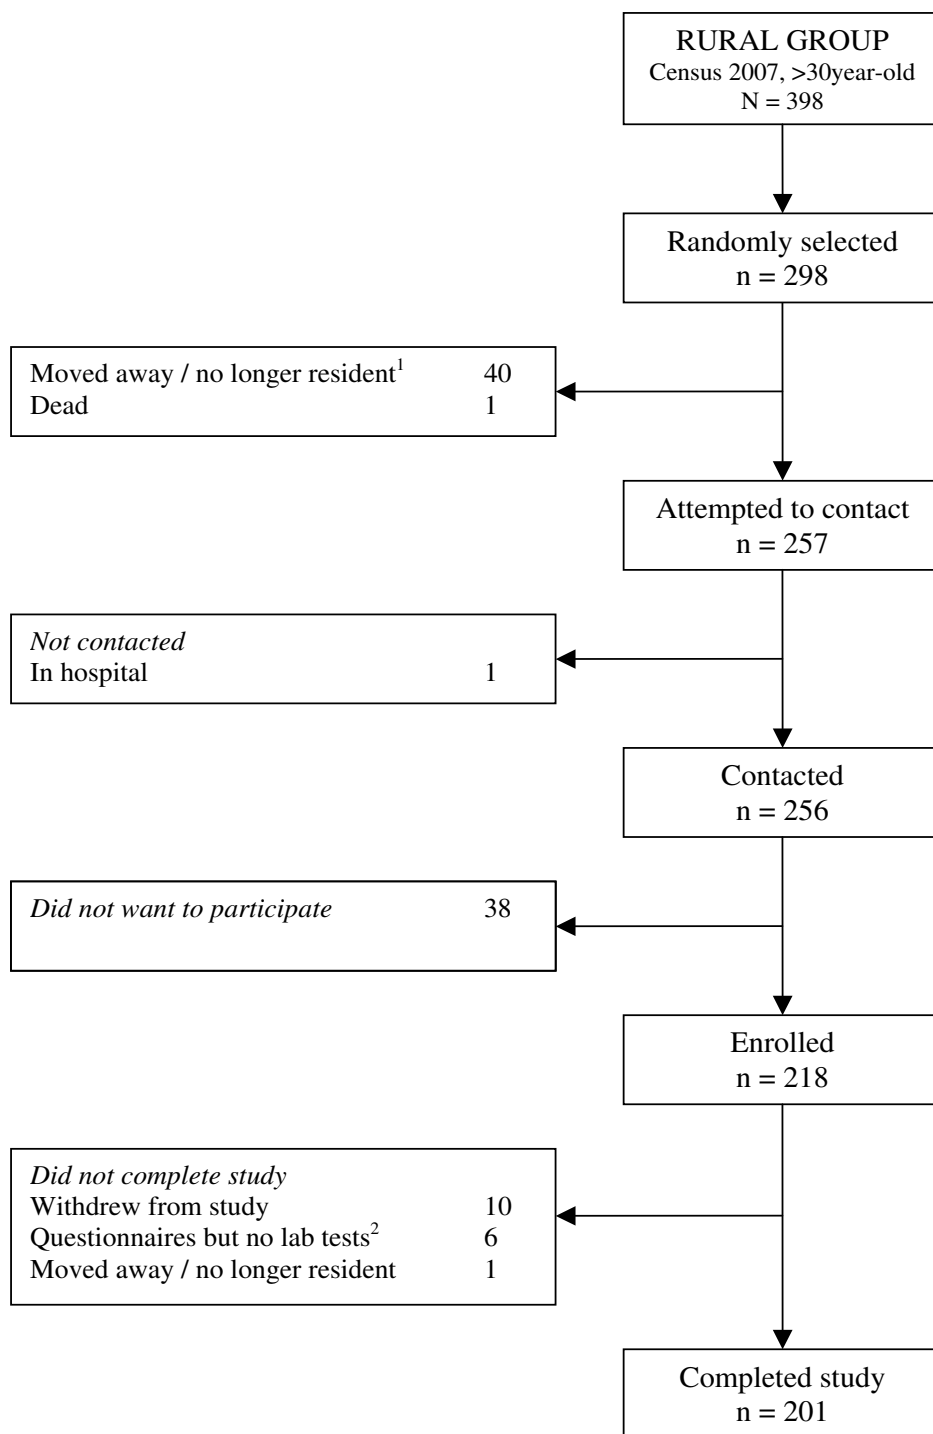 RURAL GROUP
Census 2007, >30year-old
N = 398
Randomly selected
n = 298
Moved away / no longer resident¹ 40
Dead 1
Attempted to contact
n = 257
Not contacted
In hospital 1
Contacted
n = 256
Did not want to participate 38
Enrolled
n = 218
Did not complete study
Withdrew from study 10
Questionnaires but no lab tests² 6
Moved away / no longer resident 1
Completed study
n = 201